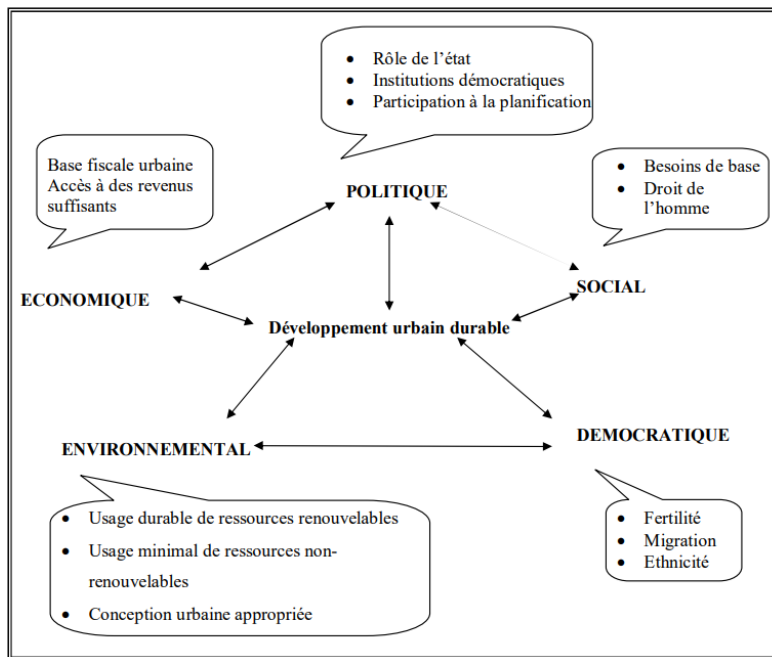 • Rôle de l'état
• Institutions démocratiques
• Participation à la planification
Base fiscale urbaine
Accès à des revenus
suffisants
• Besoins de base
• Droit de
l'homme
POLITIQUE
ECONOMIQUE
SOCIAL
Développement urbain durable
ENVIRONNEMENTAL
DEMOCRATIQUE
• Usage durable de ressources renouvelables
• Usage minimal de ressources non-
renouvelables
• Conception urbaine appropriée
• Fertilité
• Migration
• Ethnicité